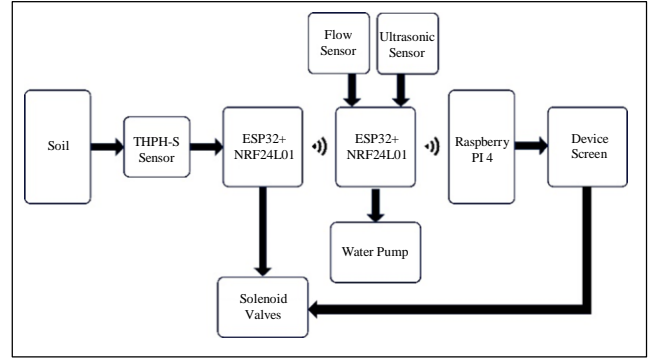 Flow
Sensor
Ultrasonic
Sensor
Soil
THPH-S
Sensor
ESP32+
NRF24L01
ESP32+
NRF24L01
Raspberry
PI 4
Device
Screen
Water Pump
Solenoid
Valves